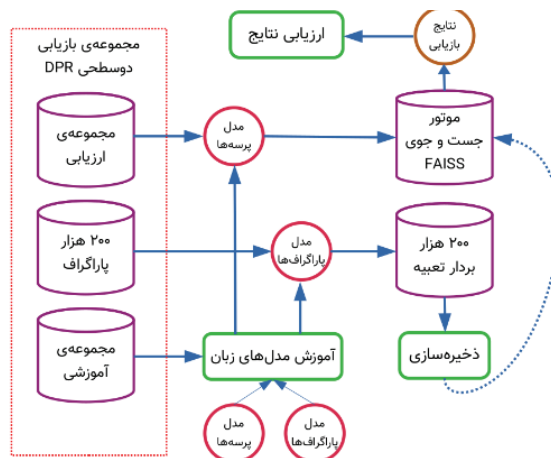 مجموعه‌ی بازیابی
دوسطحی DPR
ارزیابی نتایج
نتایج
بازیابی
مجموعه‌ی
ارزیابی
مدل
پرسه‌ها
موتور
جست و جوی
FAISS
۲۰۰ هزار
پاراگراف
مدل
پاراگراف‌ها
۲۰۰ هزار
بردار تعبیه
مجموعه‌ی
آموزشی
آموزش مدل‌های زبان
ذخیره‌سازی
مدل
پرسه‌ها
مدل
پاراگراف‌ها